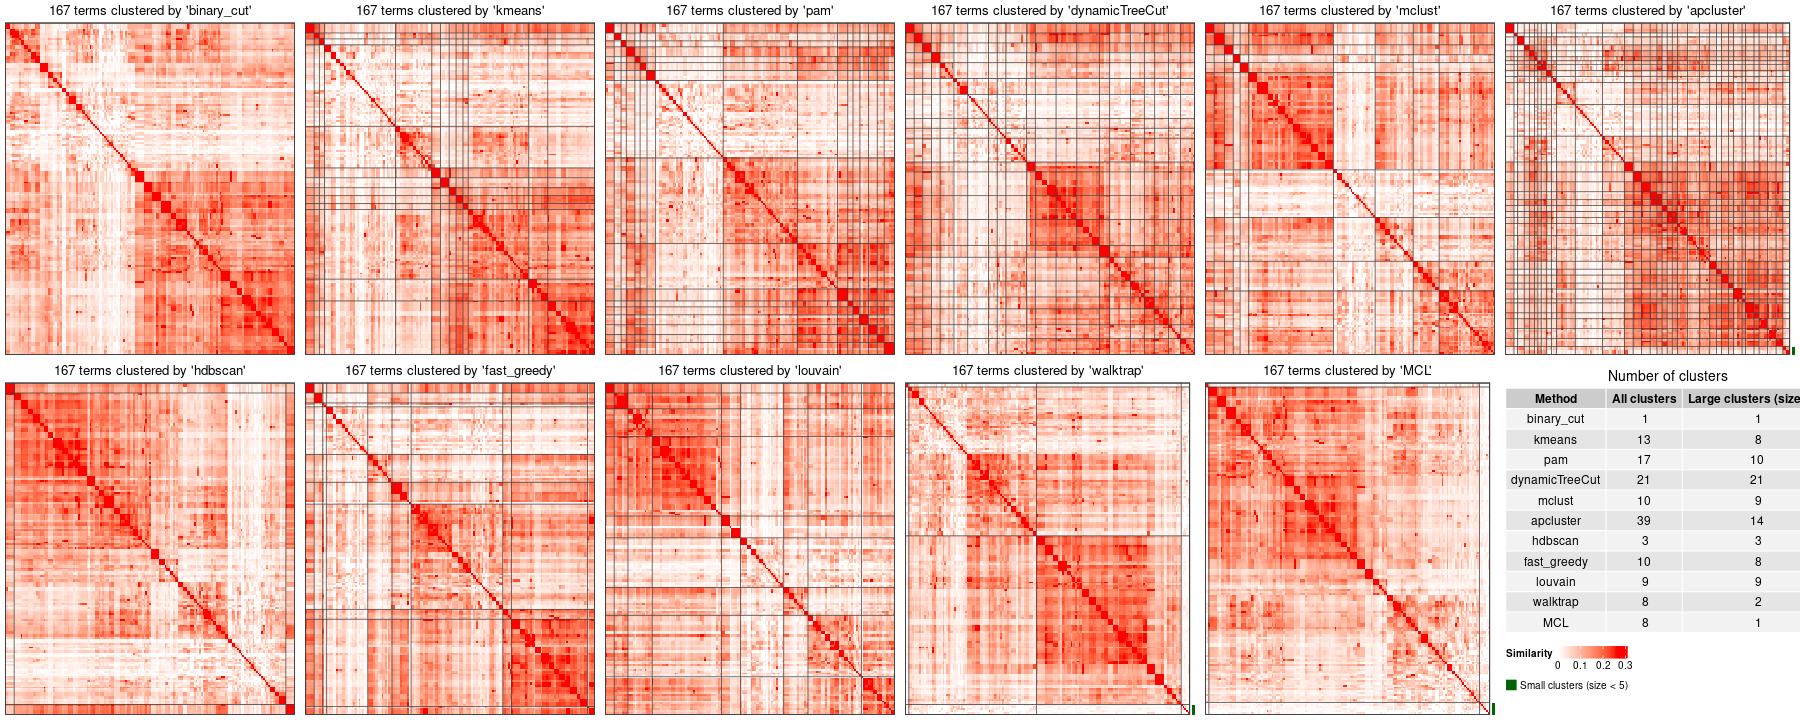 167 terms clustered by 'binary_cut'
167 terms clustered by 'kmeans'
167 terms clustered by 'pam'
167 terms clustered by 'dynamicTreeCut'
167 terms clustered by 'mclust'
167 terms clustered by 'apcluster'
167 terms clustered by 'hdbscan'
167 terms clustered by 'fast_greedy'
167 terms clustered by 'louvain'
167 terms clustered by 'walktrap'
167 terms clustered by 'MCL'
Number of clusters
Method All clusters Large clusters (size
binary_cut 1 1
kmeans 13 8
pam 17 10
dynamicTreeCut 21 21
mclust 10 9
apcluster 39 14
hdbscan 3 3
fast_greedy 10 8
louvain 9 9
walktrap 8 2
MCL 8 1
Similarity
0 0.1 0.2 0.3
Small clusters (size < 5)